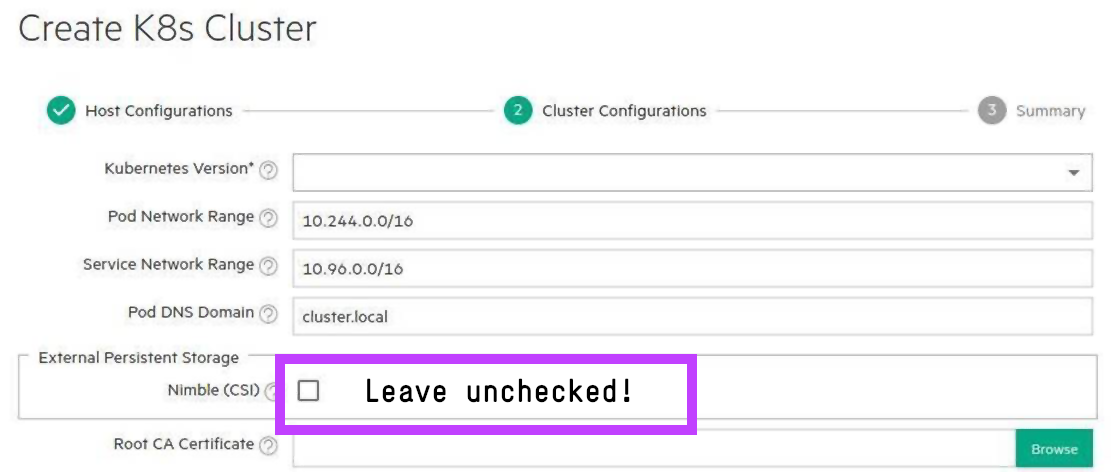 Create K8s Cluster
Host Configurations 2 Cluster Configurations 3 Summary
Kubernetes Version*
Pod Network Range 10.244.0.0/16
Service Network Range 10.96.0.0/16
Pod DNS Domain cluster.local
External Persistent Storage
Nimble (CSI) Leave unchecked!
Root CA Certificate Browse